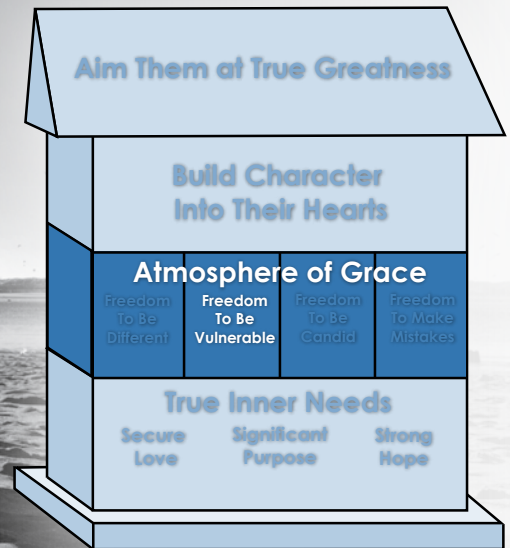 Aim Them at True Greatness
Build Character
Into Their Hearts
Atmosphere of Grace
Freedom
To Be
Different
Freedom
To Be
Vulnerable
Freedom
To Be
Candid
Freedom
To Make
Mistakes
True Inner Needs
Secure
Love
Significant
Purpose
Strong
Hope